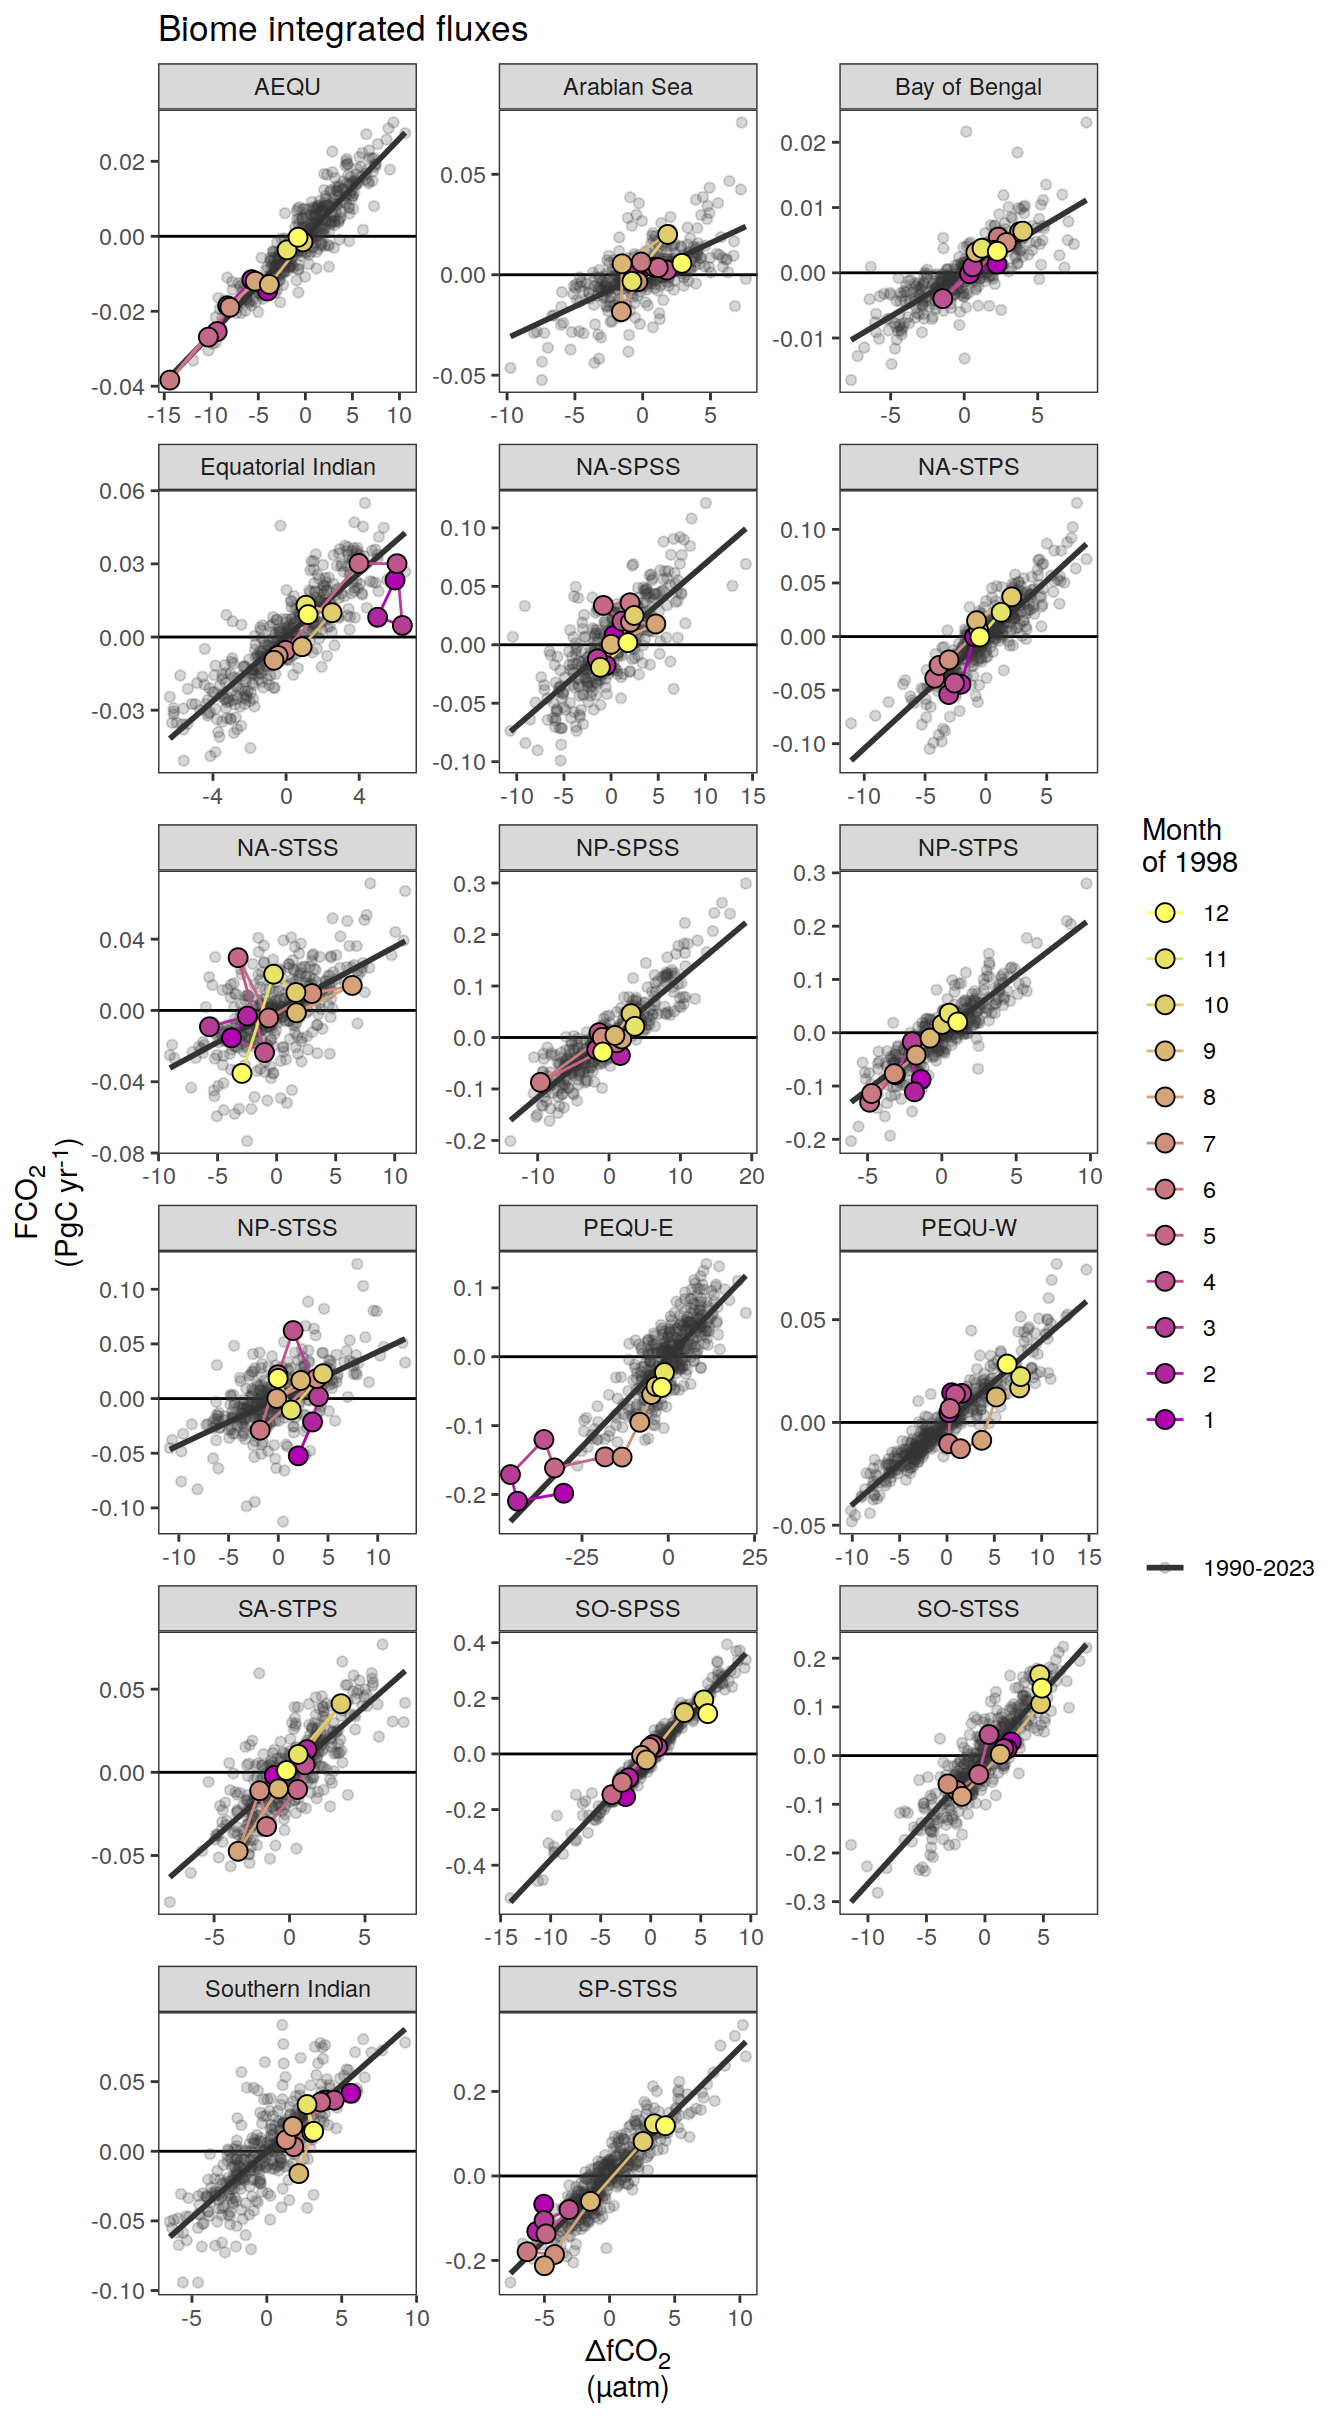 Biome integrated fluxes
AEQU
Arabian Sea
Bay of Bengal
0.02
0.00
-0.02
-0.04
0.05
0.00
-0.05
0.02
0.01
0.00
-0.01
-15 -10 -5 0 5 10
-10 -5 0 5
-5 0 5
Equatorial Indian
NA-SPSS
NA-STPS
0.06
0.03
0.00
-0.03
0.10
0.05
0.00
-0.05
-0.10
0.10
0.05
0.00
-0.05
-0.10
-4 0 4
-10 -5 0 5 10 15
-10 -5 0 5
NA-STSS
NP-SPSS
NP-STPS
0.04
0.00
-0.04
-0.08
0.3
0.2
0.1
0.0
-0.1
-0.2
0.3
0.2
0.1
0.0
-0.1
-0.2
-10 -5 0 5 10
-10 0 10 20
-5 0 5 10
NP-STSS
PEQU-E
PEQU-W
0.10
0.05
0.00
-0.05
-0.10
0.1
0.0
-0.1
-0.2
0.05
0.00
-0.05
-10 -5 0 5 10
-25 0 25
-10 -5 0 5 10 15
SA-STPS
SO-SPSS
SO-STSS
0.05
0.00
-0.05
0.4
0.2
0.0
-0.2
-0.4
0.2
0.1
0.0
-0.1
-0.2
-0.3
-5 0 5
-15 -10 -5 0 5 10
-10 -5 0 5
Southern Indian
SP-STSS
0.05
0.00
-0.05
-0.10
0.2
0.0
-0.2
-5 0 5 10
-5 0 5 10
FCO2
(PgC yr-1)
ΔfCO2
(µatm)
Month
of 1998
12
11
10
9
8
7
6
5
4
3
2
1
1990-2023